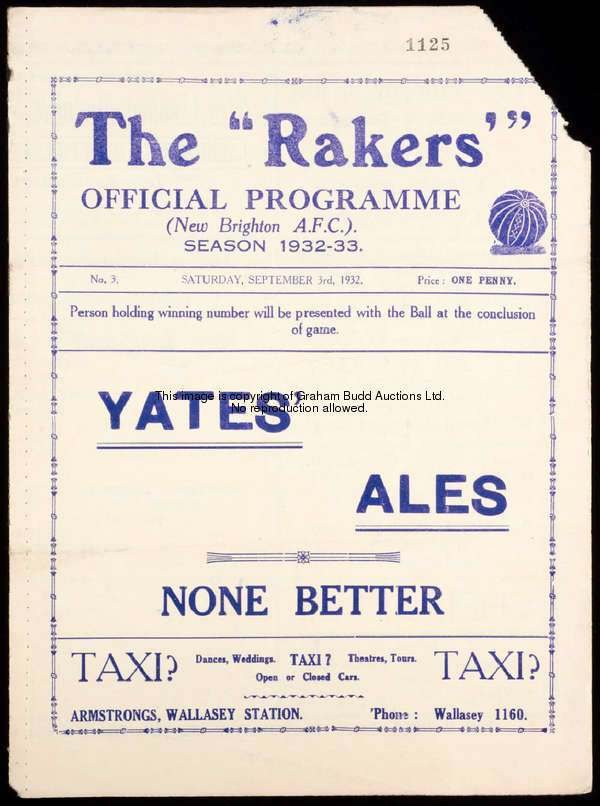 1125
The "Rakers'"
OFFICIAL PROGRAMME
(New Brighton A.F.C.).
SEASON 1932-33.
No. 3. SATURDAY, SEPTEMBER 3rd, 1932. Price: ONE PENNY.
Person holding winning number will be presented with the Ball at the conclusion
of game.
This image is copyright of Graham Budd Auctions Ltd.
No reproduction allowed.
YATES'
ALES
NONE BETTER
TAXI? Dances, Weddings. TAXI? Theatres, Tours. TAXI?
Open or Closed Cars.
ARMSTRONGS, WALLASEY STATION. 'Phone: Wallasey 1160.